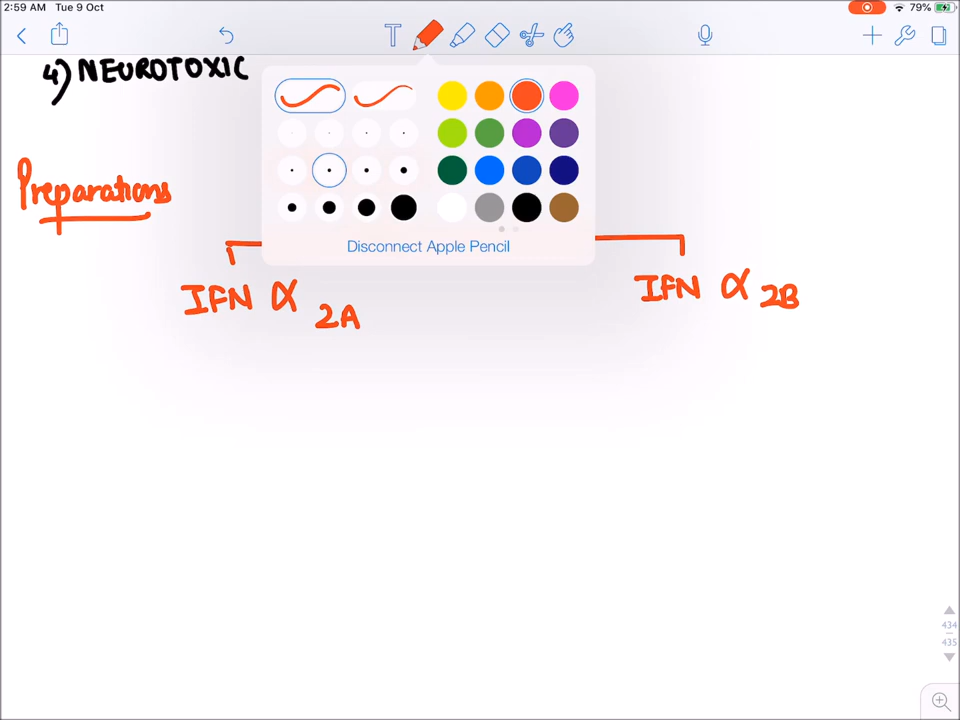 2:59 AM Tue 9 Oct 79%
4) NEUROTOXIC
Preparations
Disconnect Apple Pencil
IFN α 2A
IFN α 2B
434
435